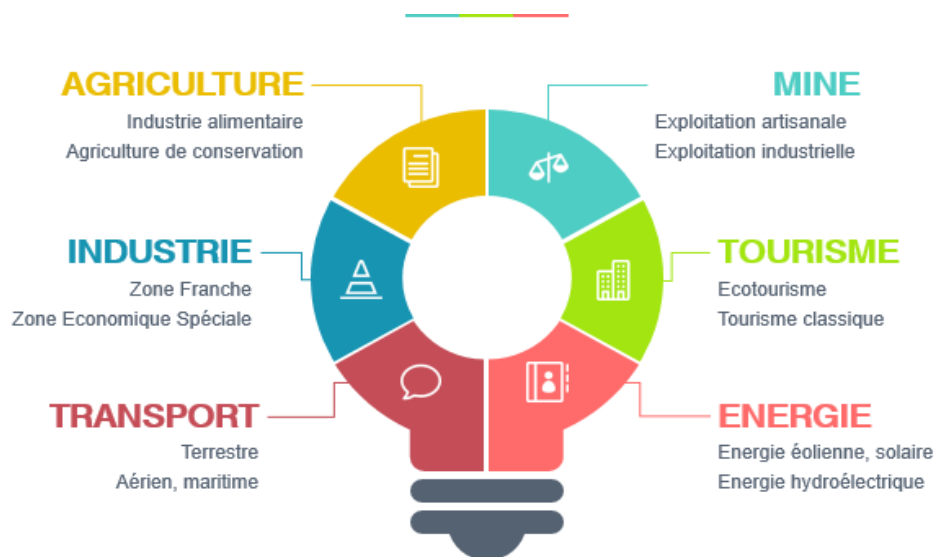 AGRICULTURE
Industrie alimentaire
Agriculture de conservation
MINE
Exploitation artisanale
Exploitation industrielle
INDUSTRIE
Zone Franche
Zone Economique Spéciale
TOURISME
Ecotourisme
Tourisme classique
TRANSPORT
Terrestre
Aérien, maritime
ENERGIE
Energie éolienne, solaire
Energie hydroélectrique